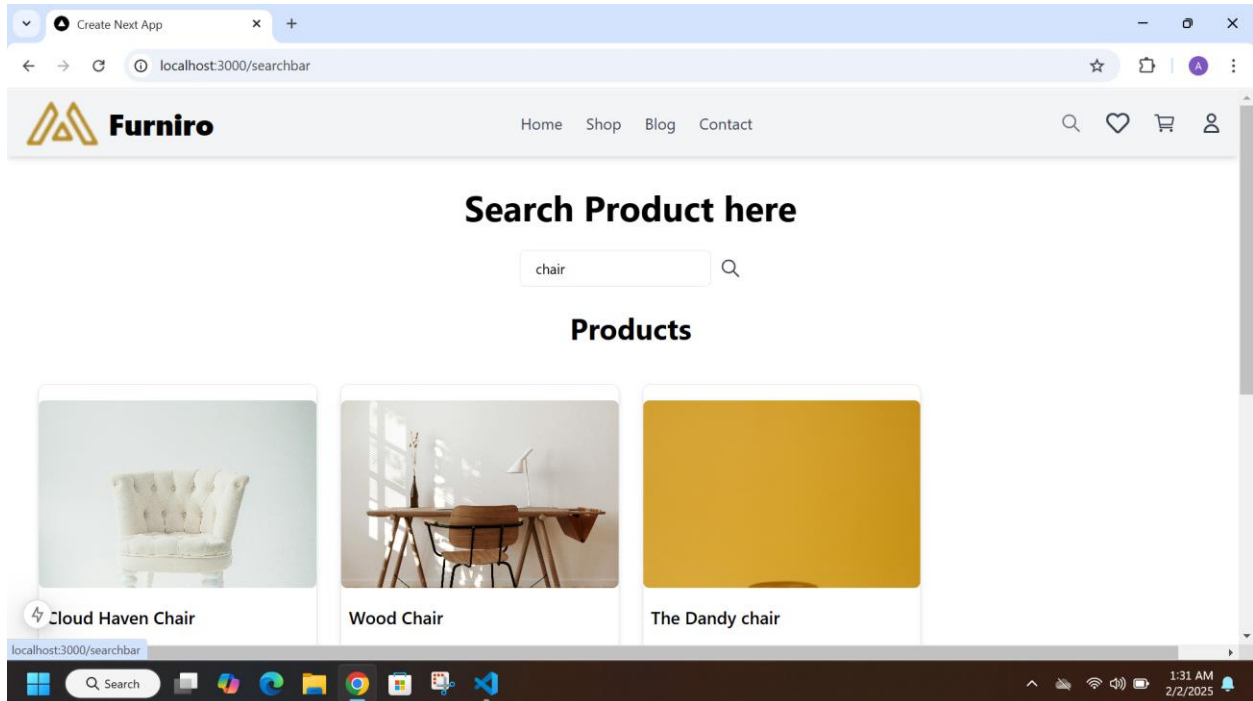 Create Next App
localhost:3000/searchbar
A
Furniro
Home Shop Blog Contact
Search Product here
chair
Products
Cloud Haven Chair
Wood Chair
The Dandy chair
localhost:3000/searchbar
Search
1:31 AM
2/2/2025